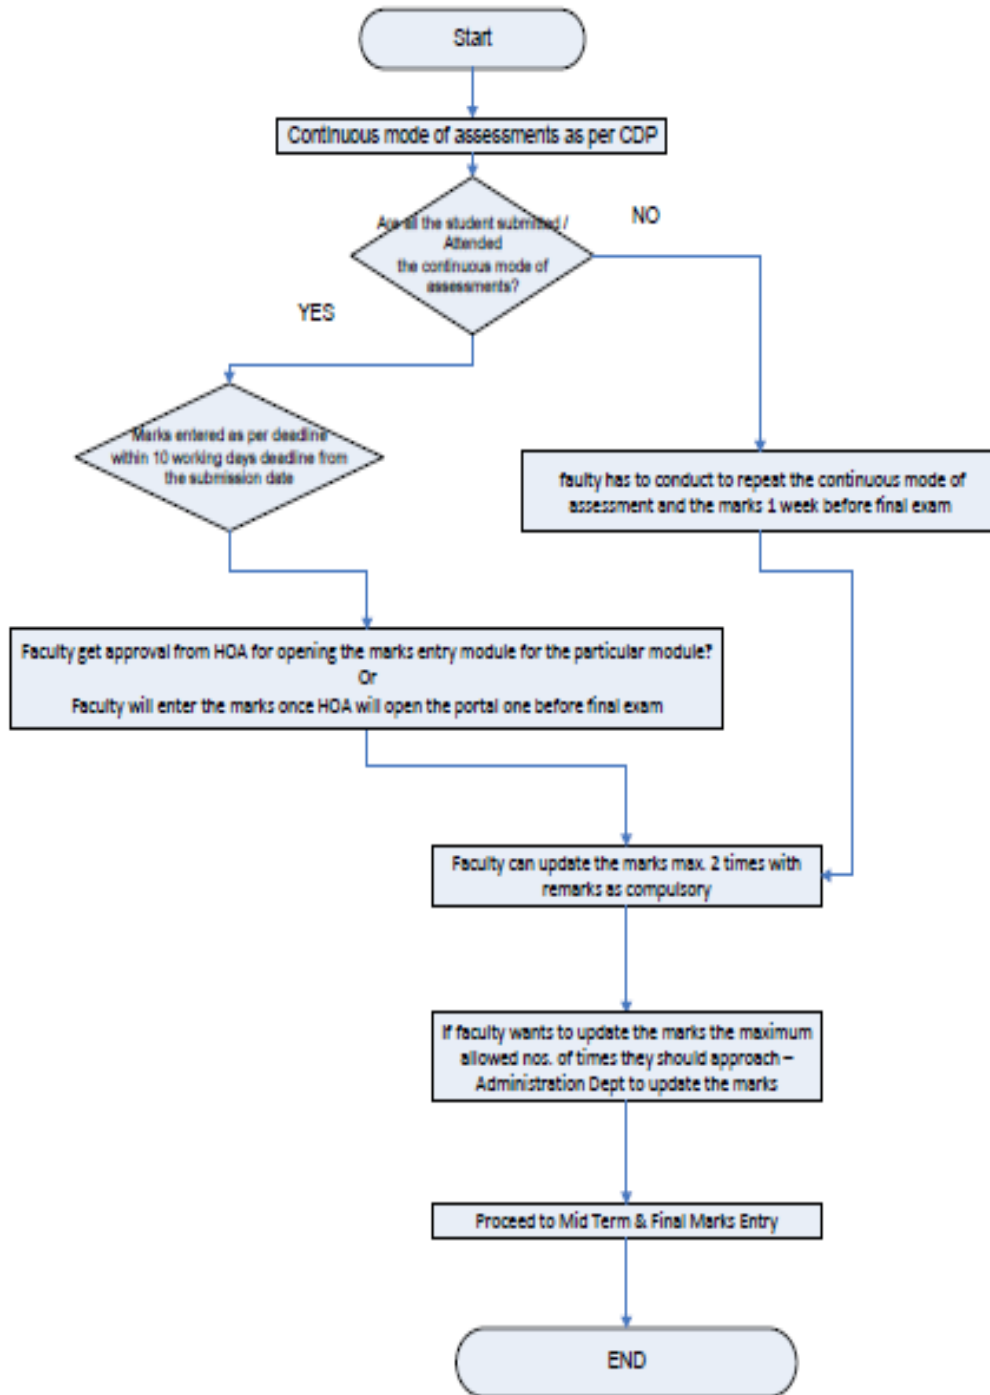 Start
Continuous mode of assessments as per CDP
Are all the student submitted /
Attended
the continuous mode of
assessments?
NO
YES
Marks entered as per deadline
within 10 working days deadline from
the submission date
faulty has to conduct to repeat the continuous mode of
assessment and the marks 1 week before final exam
Faculty get approval from HOA for opening the marks entry module for the particular module?
Or
Faculty will enter the marks once HOA will open the portal one before final exam
Faculty can update the marks max. 2 times with
remarks as compulsory
If faculty wants to update the marks the maximum
allowed nos. of times they should approach –
Administration Dept to update the marks
Proceed to Mid Term & Final Marks Entry
END